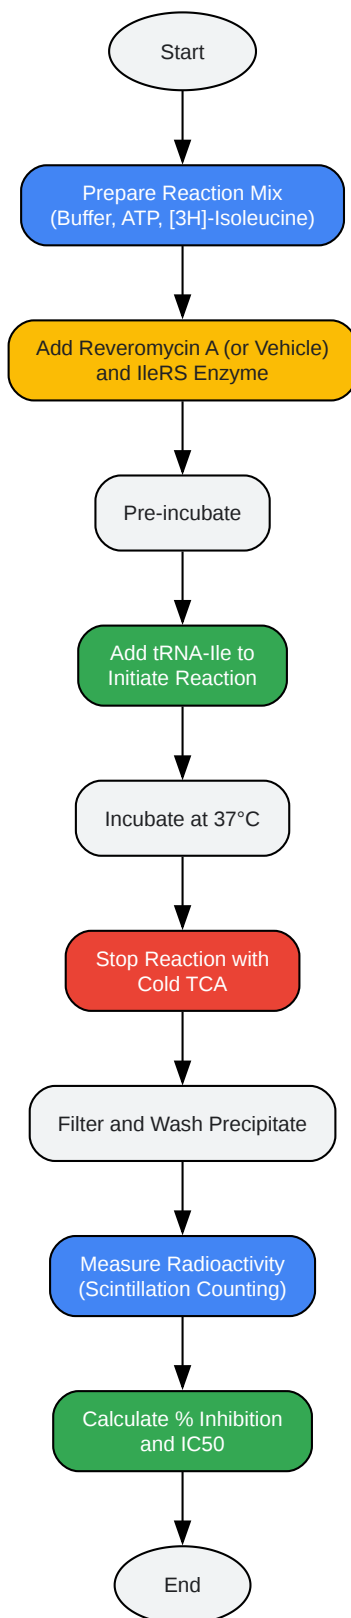 Start
Prepare Reaction Mix
(Buffer, ATP, [3H]-Isoleucine)
Add Reveromycin A (or Vehicle)
and IleRS Enzyme
Pre-incubate
Add tRNA-Ile to
Initiate Reaction
Incubate at 37°C
Stop Reaction with
Cold TCA
Filter and Wash Precipitate
Measure Radioactivity
(Scintillation Counting)
Calculate % Inhibition
and IC50
End